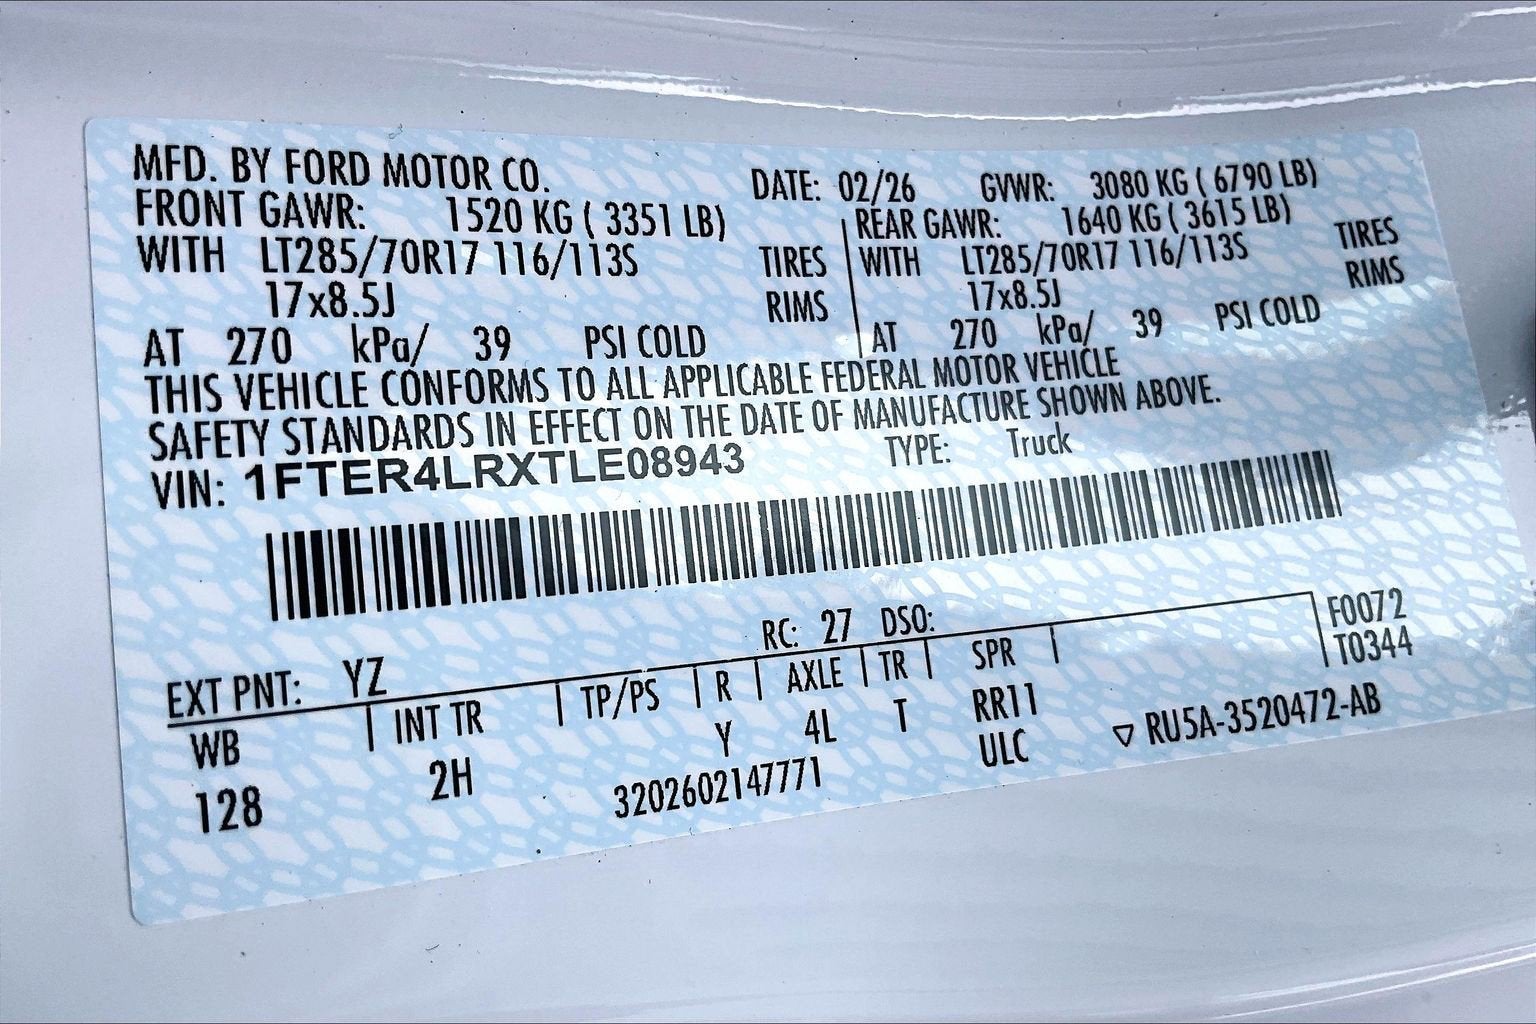 MFD. BY FORD MOTOR CO.
DATE: 02/26 GVWR: 3080 KG ( 6790 LB)
FRONT GAWR: 1520 KG ( 3351 LB)
WITH LT285/70R17 116/113S TIRES
17x8.5J RIMS
AT 270 kPa/ 39 PSI COLD
REAR GAWR: 1640 KG ( 3615 LB)
WITH LT285/70R17 116/113S TIRES
17x8.5J RIMS
AT 270 kPa/ 39 PSI COLD
THIS VEHICLE CONFORMS TO ALL APPLICABLE FEDERAL MOTOR VEHICLE
SAFETY STANDARDS IN EFFECT ON THE DATE OF MANUFACTURE SHOWN ABOVE.
VIN: 1FTER4LRXTLE08943 TYPE: Truck
EXT PNT: YZ RC: 27 DSO: F0072
WB INT TR TP/PS R AXLE TR SPR T0344
128 2H Y 4L T RR11
ULC
3202602147771 ▽ RU5A-3520472-AB